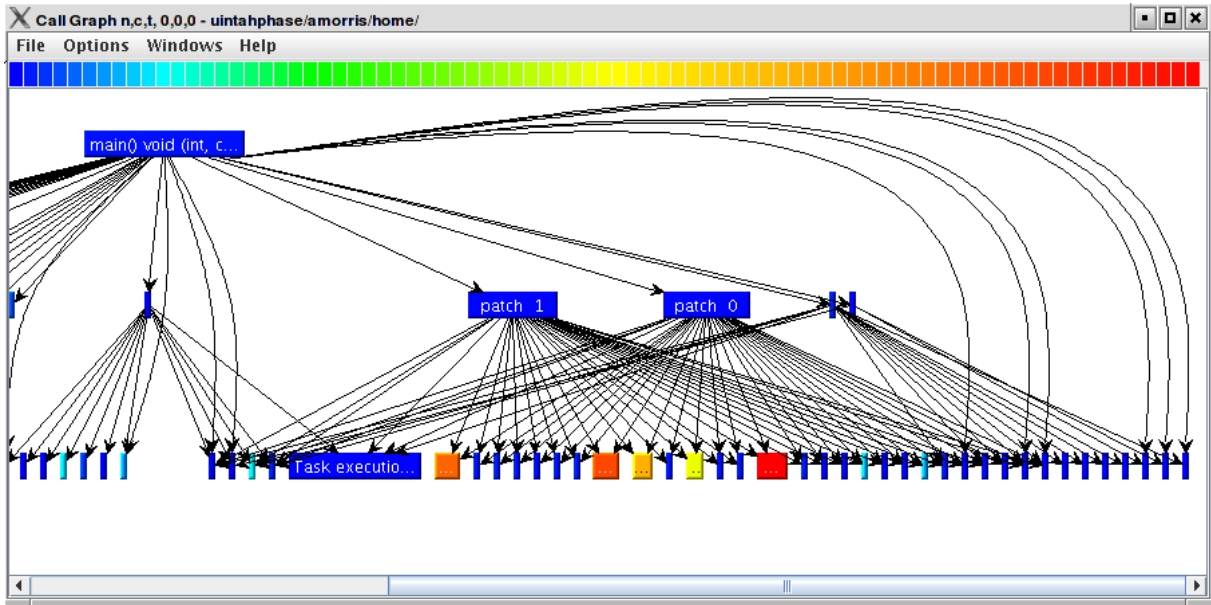 Call Graph n,c,t, 0,0,0 - uintahphase/amorris/home/
File Options Windows Help
main() void (int, c...
patch 1
patch 0
Task executio...
...
...
...
..
...